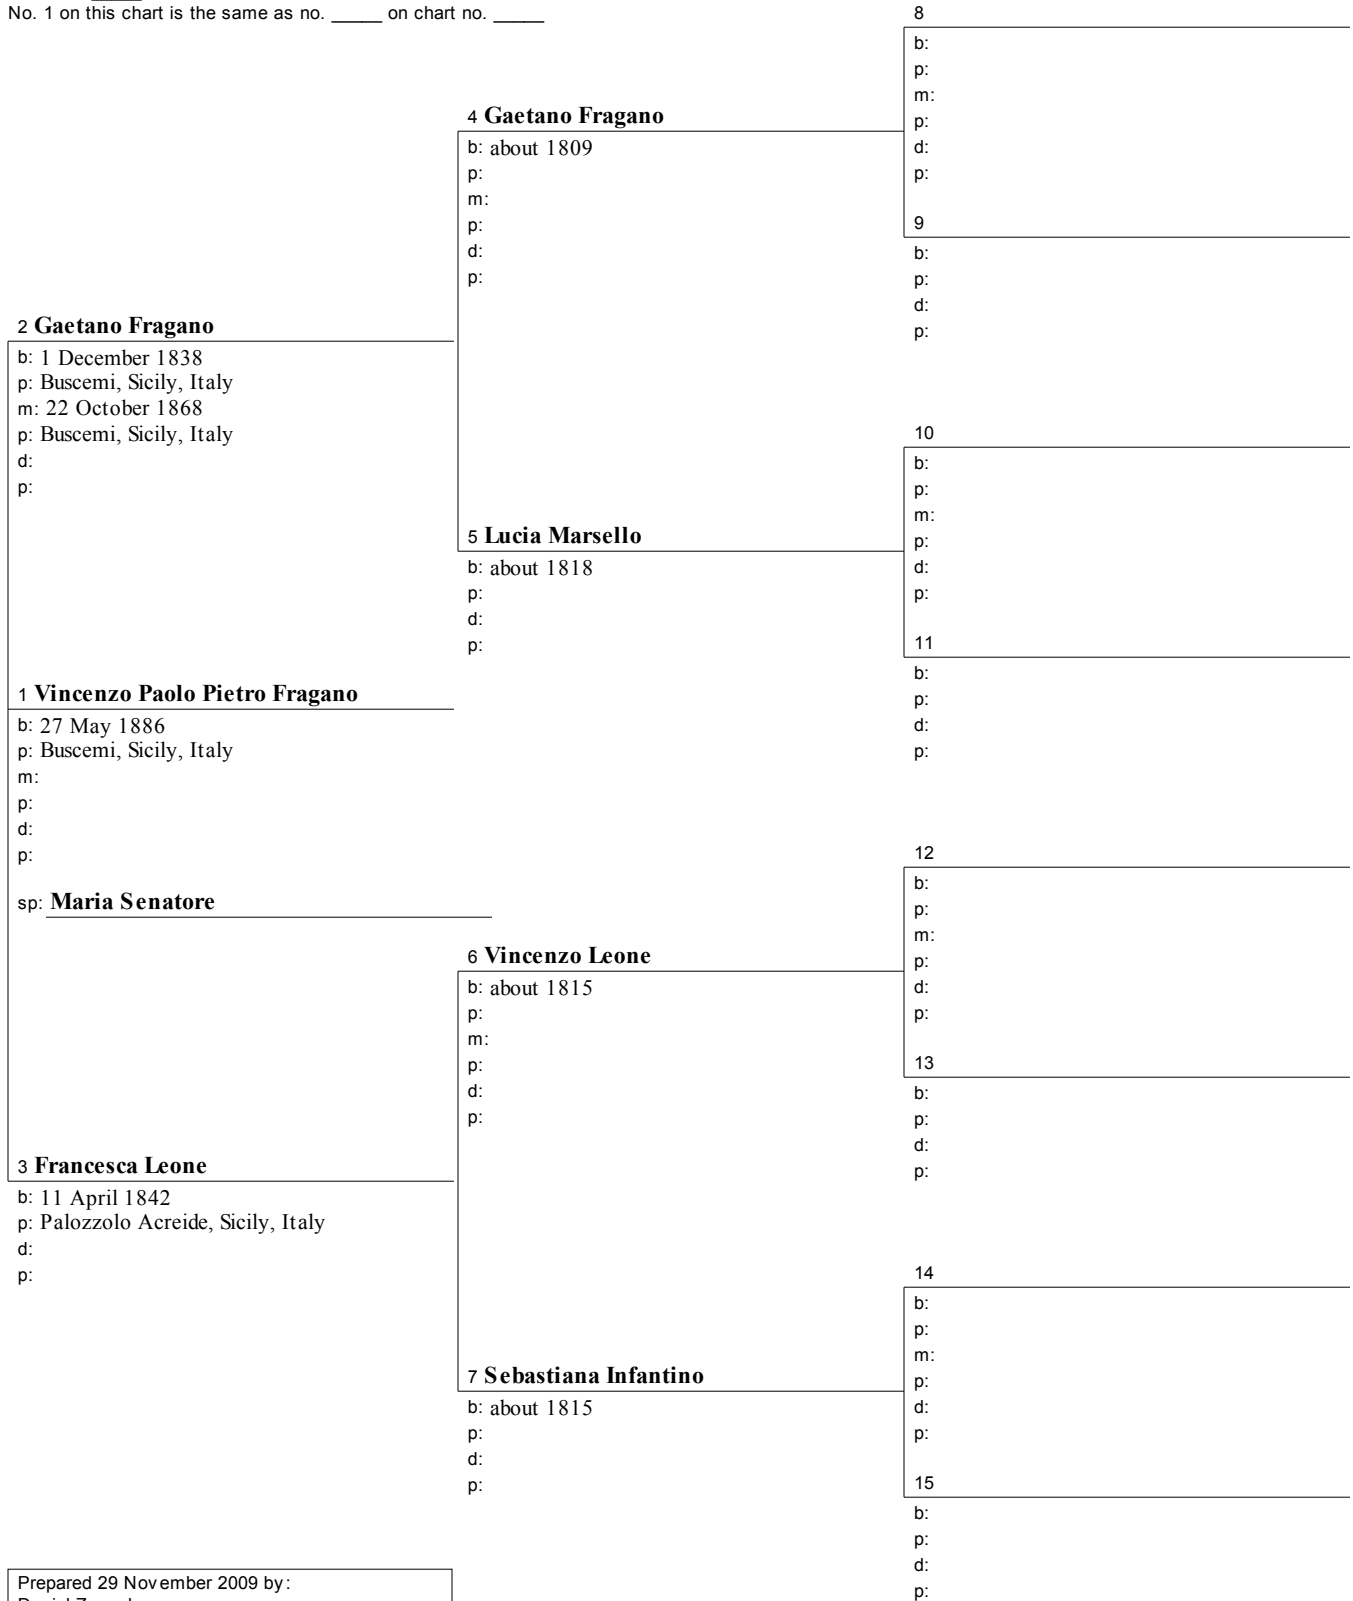 No. 1 on this chart is the same as no. _____ on chart no. _____
2 Gaetano Fragano
b: 1 December 1838
p: Buscemi, Sicily, Italy
m: 22 October 1868
p: Buscemi, Sicily, Italy
d:
p:
1 Vincenzo Paolo Pietro Fragano
b: 27 May 1886
p: Buscemi, Sicily, Italy
m:
p:
d:
p:
sp: Maria Senatore
3 Francesca Leone
b: 11 April 1842
p: Palozzolo Acreide, Sicily, Italy
d:
p:
Prepared 29 November 2009 by:
4 Gaetano Fragano
b: about 1809
p:
m:
p:
d:
p:
5 Lucia Marsello
b: about 1818
p:
d:
p:
6 Vincenzo Leone
b: about 1815
p:
m:
p:
d:
p:
7 Sebastiana Infantino
b: about 1815
p:
d:
p:
8
b:
p:
m:
p:
d:
p:
9
b:
p:
d:
p:
10
b:
p:
m:
p:
d:
p:
11
b:
p:
d:
p:
12
b:
p:
m:
p:
d:
p:
13
b:
p:
d:
p:
14
b:
p:
m:
p:
d:
p:
15
b:
p:
d:
p: